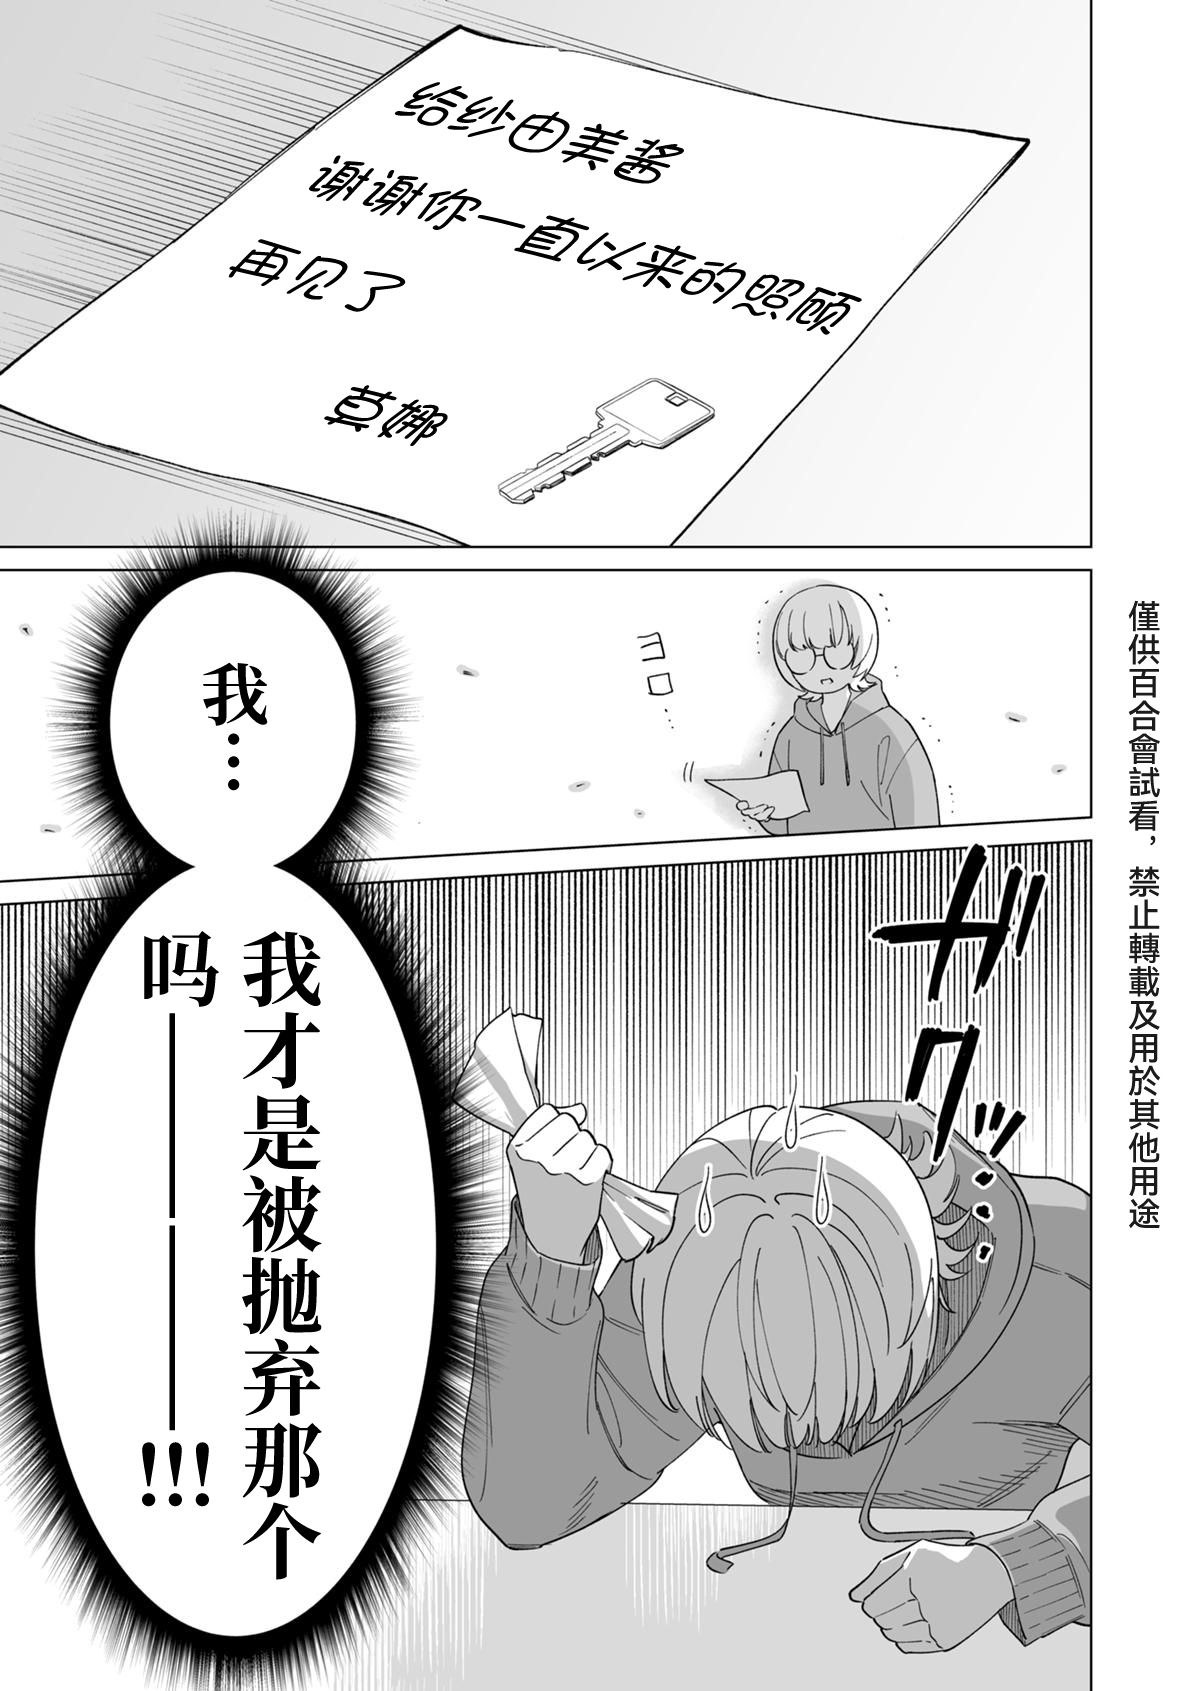 给纱由美酱
谢谢你一直以来的照顾
再见了
莫娜
ヨ
ロ
我…
我才是被抛弃那个
吗————!!!
ガ
クッ…
僅供百合會試看，禁止轉載及用於其他用途